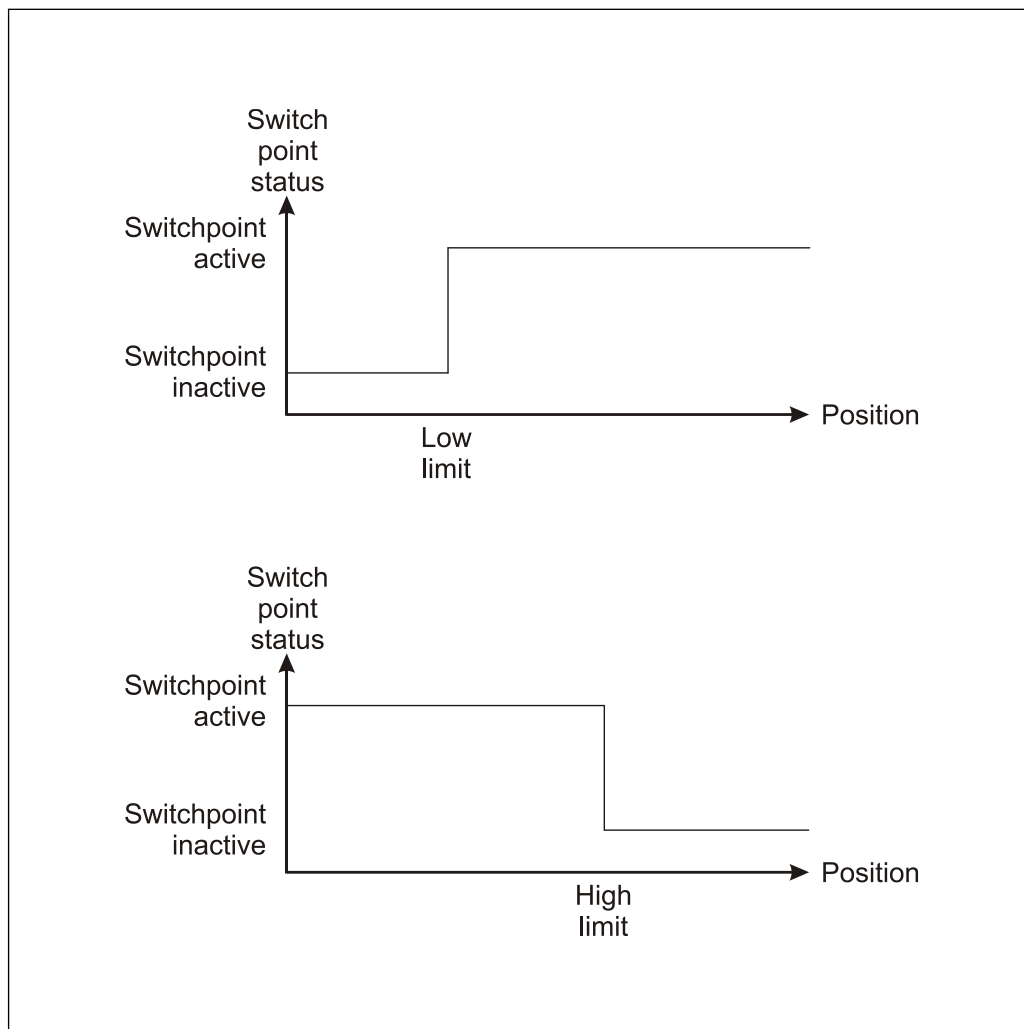 Switch
point
status
Switchpoint
active
Switchpoint
inactive
Position
Low
limit
Switch
point
status
Switchpoint
active
Switchpoint
inactive
Position
High
limit